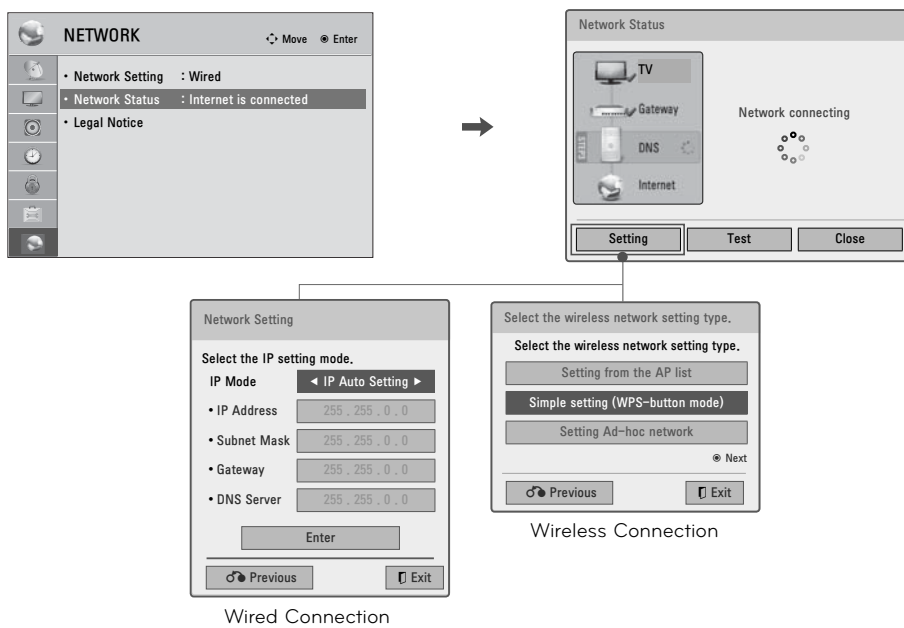 NETWORK
Move Enter
• Network Setting : Wired
• Network Status : Internet is connected
• Legal Notice
Network Status
TV
Gateway
STEP3 DNS
Internet
Network connecting
Setting Test Close
Network Setting
Select the IP setting mode.
IP Mode ◄ IP Auto Setting ►
• IP Address 255 . 255 . 0 . 0
• Subnet Mask 255 . 255 . 0 . 0
• Gateway 255 . 255 . 0 . 0
• DNS Server 255 . 255 . 0 . 0
Enter
Previous Exit
Wired Connection
Select the wireless network setting type.
Select the wireless network setting type.
Setting from the AP list
Simple setting (WPS-button mode)
Setting Ad-hoc network
Next
Previous Exit
Wireless Connection